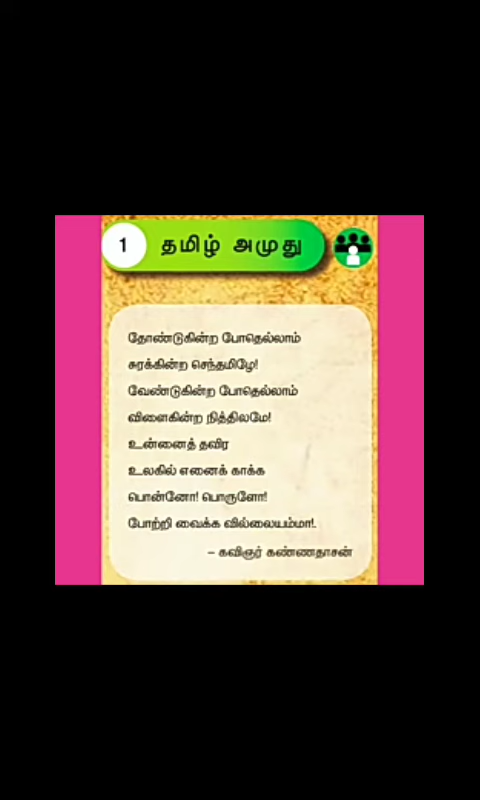 1 தமிழ் அமுது
தோண்டுகின்ற போதெல்லாம்
சுரக்கின்ற செந்தமிழே!
வேண்டுகின்ற போதெல்லாம்
விளைகின்ற நித்திலமே!
உன்னைத் தவிர
உலகில் எனைக் காக்க
பொன்னோ! பொருளோ!
போற்றி வைக்க வில்லையம்மா!.
– கவிஞர் கண்ணதாசன்